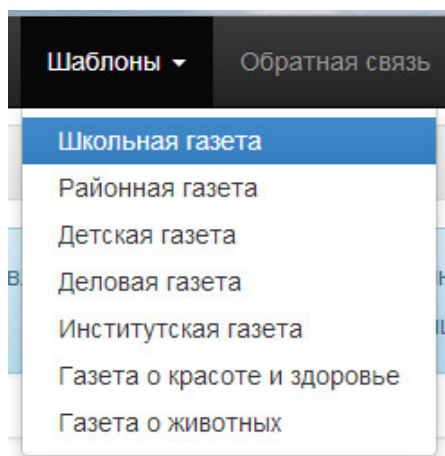 Шаблоны Обратная связь
Школьная газета
Районная газета
Детская газета
Деловая газета
Институтская газета
Газета о красоте и здоровье
Газета о животных